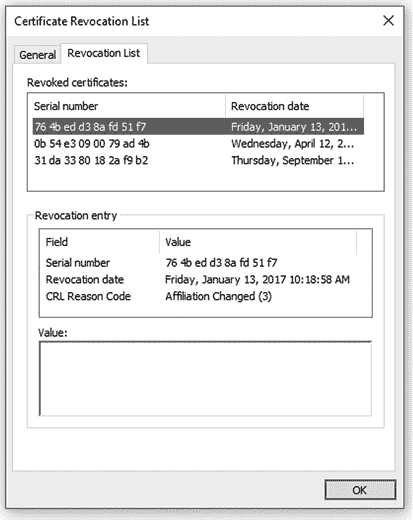 Certificate Revocation List
General
Revocation List
Revoked certificates:
Serial number Revocation date
76 4b ed d3 8a fd 51 f7 Friday, January 13, 201...
0b 54 e3 09 00 79 ad 4b Wednesday, April 12, 2...
31 da 33 80 18 2a f9 b2 Thursday, September 1...
Revocation entry
Field Value
Serial number 76 4b ed d3 8a fd 51 f7
Revocation date Friday, January 13, 2017 10:18:58 AM
CRL Reason Code Affiliation Changed (3)
Value:
OK